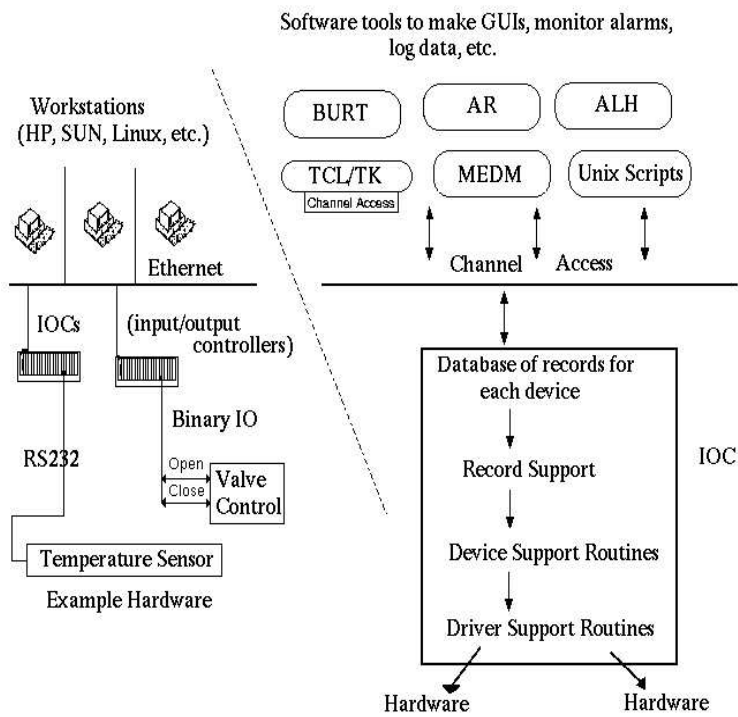 Software tools to make GUIs, monitor alarms,
log data, etc.
Workstations
(HP, SUN, Linux, etc.)
BURT
AR
ALH
TCL/TK
Channel Access
MEDM
Unix Scripts
Ethernet
Channel Access
IOCs
(input/output
controllers)
Binary IO
RS232
Open
Close
Valve
Control
Temperature Sensor
Example Hardware
Database of records for
each device
Record Support
Device Support Routines
Driver Support Routines
IOC
Hardware
Hardware